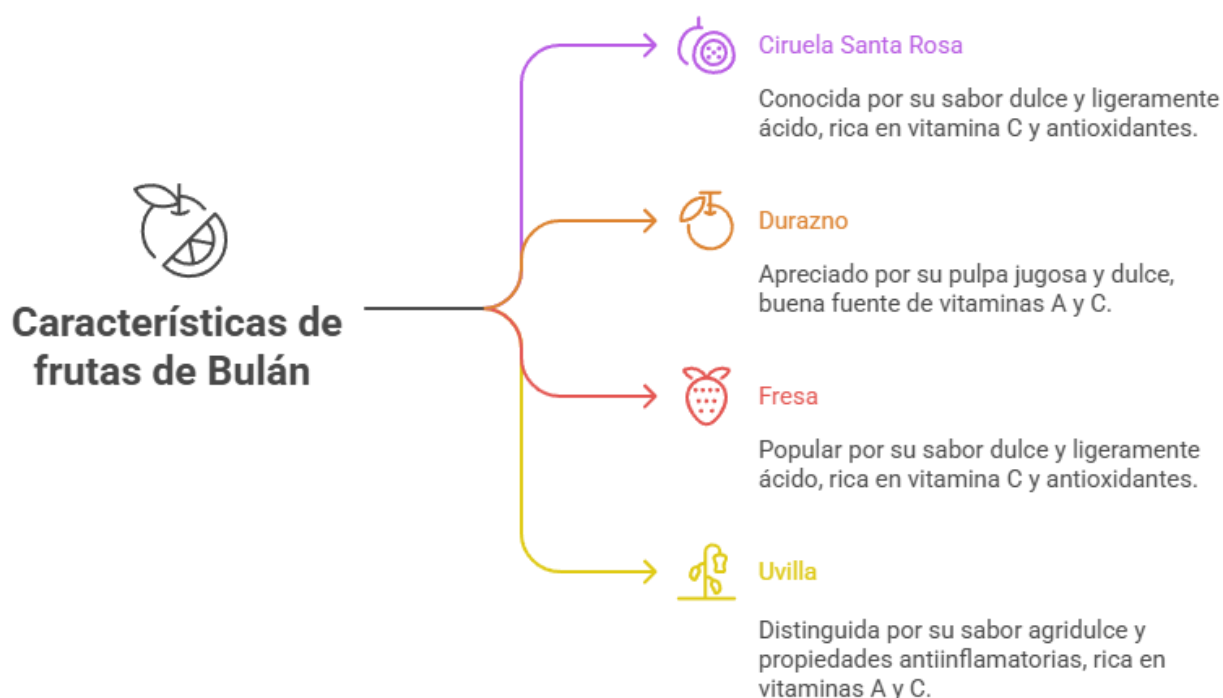 Características de
frutas de Bulán
Ciruela Santa Rosa
Conocida por su sabor dulce y ligeramente
ácido, rica en vitamina C y antioxidantes.
Durazno
Apreciado por su pulpa jugosa y dulce,
buena fuente de vitaminas A y C.
Fresa
Popular por su sabor dulce y ligeramente
ácido, rica en vitamina C y antioxidantes.
Uvilla
Distinguida por su sabor agridulce y
propiedades antiinflamatorias, rica en
vitaminas A y C.